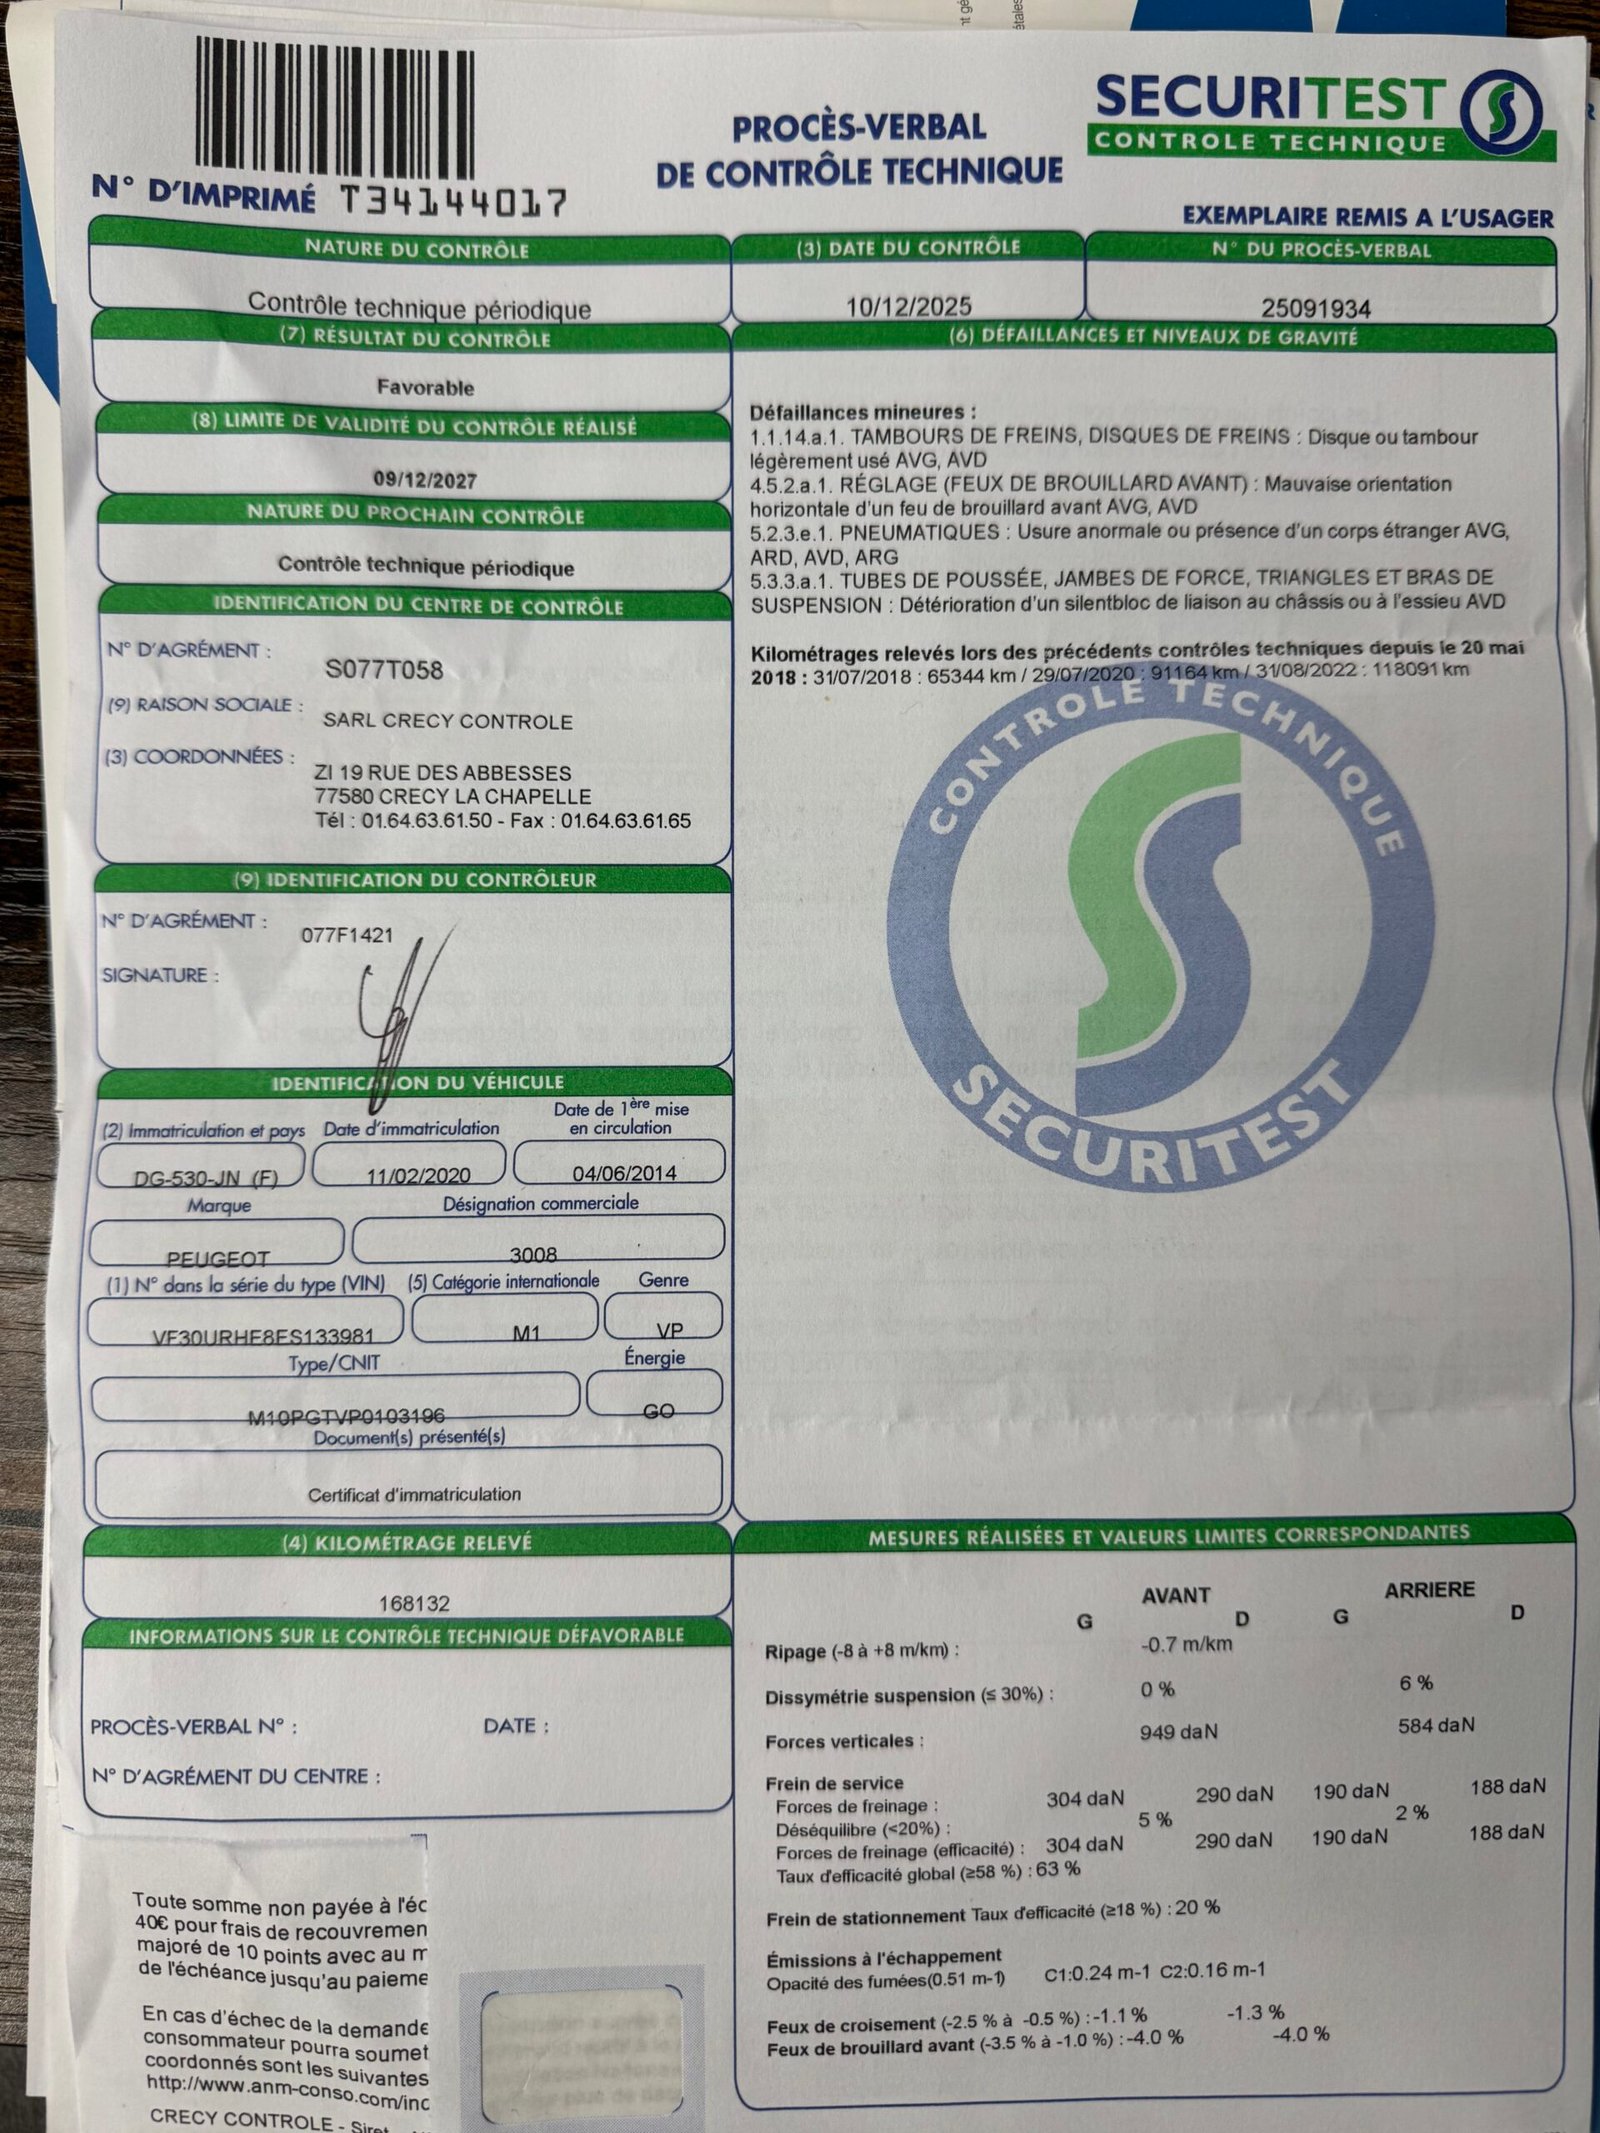 nt gé
étales
SECURITEST
CONTROLE TECHNIQUE
PROCÈS-VERBAL
DE CONTRÔLE TECHNIQUE
N° D'IMPRIMÉ T34144017
EXEMPLAIRE REMIS A L'USAGER
NATURE DU CONTRÔLE
Contrôle technique périodique
(3) DATE DU CONTRÔLE
10/12/2025
N° DU PROCÈS-VERBAL
25091934
(7) RÉSULTAT DU CONTRÔLE
Favorable
(8) LIMITE DE VALIDITÉ DU CONTRÔLE RÉALISÉ
09/12/2027
NATURE DU PROCHAIN CONTRÔLE
Contrôle technique périodique
IDENTIFICATION DU CENTRE DE CONTRÔLE
N° D'AGRÉMENT : S077T058
(9) RAISON SOCIALE : SARL CRECY CONTROLE
(3) COORDONNÉES : ZI 19 RUE DES ABBESSES
77580 CRECY LA CHAPELLE
Tél : 01.64.63.61.50 - Fax : 01.64.63.61.65
(9) IDENTIFICATION DU CONTRÔLEUR
N° D'AGRÉMENT : 077F1421
SIGNATURE :
IDENTIFICATION DU VÉHICULE
(2) Immatriculation et pays
DG-530-JN (F)
Date d'immatriculation
11/02/2020
Date de 1ère mise
en circulation
04/06/2014
Marque
PEUGEOT
Désignation commerciale
3008
(1) N° dans la série du type (VIN)
VF30URHE8ES133981
(5) Catégorie internationale
M1
Genre
VP
Type/CNIT
M10PGTVP0103196
Énergie
GO
Document(s) présenté(s)
Certificat d'immatriculation
(4) KILOMÉTRAGE RELEVÉ
168132
INFORMATIONS SUR LE CONTRÔLE TECHNIQUE DÉFAVORABLE
PROCÈS-VERBAL N° : DATE :
N° D'AGRÉMENT DU CENTRE :
(6) DÉFAILLANCES ET NIVEAUX DE GRAVITÉ
Défaillances mineures :
1.1.14.a.1. TAMBOURS DE FREINS, DISQUES DE FREINS : Disque ou tambour
légèrement usé AVG, AVD
4.5.2.a.1. RÉGLAGE (FEUX DE BROUILLARD AVANT) : Mauvaise orientation
horizontale d'un feu de brouillard avant AVG, AVD
5.2.3.e.1. PNEUMATIQUES : Usure anormale ou présence d'un corps étranger AVG,
ARD, AVD, ARG
5.3.3.a.1. TUBES DE POUSSÉE, JAMBES DE FORCE, TRIANGLES ET BRAS DE
SUSPENSION : Détérioration d'un silentbloc de liaison au châssis ou à l'essieu AVD
Kilométrages relevés lors des précédents contrôles techniques depuis le 20 mai
2018 : 31/07/2018 : 65344 km / 29/07/2020 : 91164 km / 31/08/2022 : 118091 km
CONTROLE TECHNIQUE
SECURITEST
MESURES RÉALISÉES ET VALEURS LIMITES CORRESPONDANTES
AVANT ARRIERE
G D G D
Ripage (-8 à +8 m/km) : -0.7 m/km
Dissymétrie suspension (≤ 30%) : 0 % 6 %
Forces verticales : 949 daN 584 daN
Frein de service
Forces de freinage : 304 daN 290 daN 190 daN 188 daN
Déséquilibre (<20%) : 5 % 2 %
Forces de freinage (efficacité) : 304 daN 290 daN 190 daN 188 daN
Taux d'efficacité global (≥58 %) : 63 %
Frein de stationnement Taux d'efficacité (≥18 %) : 20 %
Émissions à l'échappement
Opacité des fumées(0.51 m-1) C1:0.24 m-1 C2:0.16 m-1
Feux de croisement (-2.5 % à -0.5 %) : -1.1 % -1.3 %
Feux de brouillard avant (-3.5 % à -1.0 %) : -4.0 % -4.0 %
Toute somme non payée à l'éc
40€ pour frais de recouvremen
majoré de 10 points avec au m
de l'échéance jusqu'au paieme
En cas d'échec de la demande
consommateur pourra soumet
coordonnés sont les suivantes
http://www.anm-conso.com/inc
CRECY CONTROLE - Siret